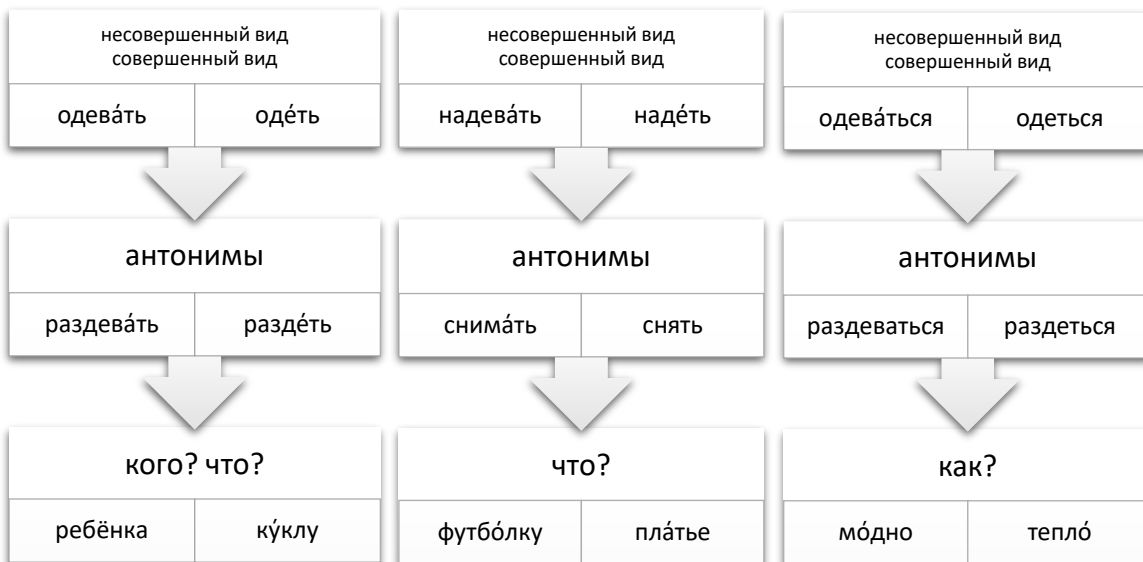 несовершенный вид
совершенный вид
одева́ть оде́ть
антонимы
раздева́ть разде́ть
кого? что?
ребёнка ку́клу
несовершенный вид
совершенный вид
надева́ть наде́ть
антонимы
снима́ть снять
что?
футбо́лку пла́тье
несовершенный вид
совершенный вид
одева́ться одеться
антонимы
раздеваться раздеться
как?
мо́дно тепло́